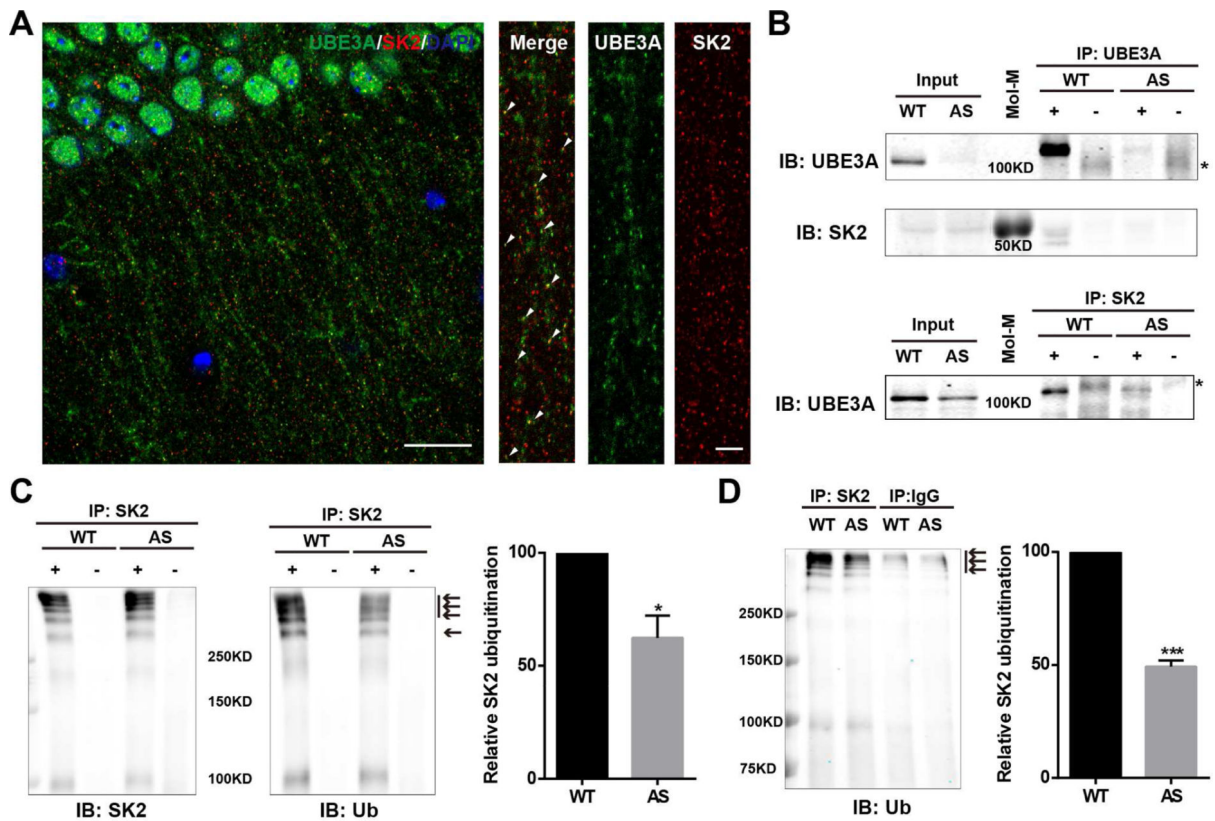 A
UBE3A/SK2/DAPI
Merge
UBE3A
SK2
B
IP: UBE3A
Input
Mol-M
WT AS
WT AS
+ - + -
IB: UBE3A
100KD
*
IB: SK2
50KD
IP: SK2
Input
Mol-M
WT AS
WT AS
+ - + -
IB: UBE3A
100KD
*
C
IP: SK2
WT AS
+ - + -
250KD
150KD
100KD
IB: SK2
IP: SK2
WT AS
+ - + -
IB: Ub
Relative SK2 ubiquitination
100
50
0
*
WT AS
D
IP: SK2 IP:IgG
WT AS WT AS
250KD
150KD
100KD
75KD
IB: Ub
Relative SK2 ubiquitination
100
50
0
***
WT AS